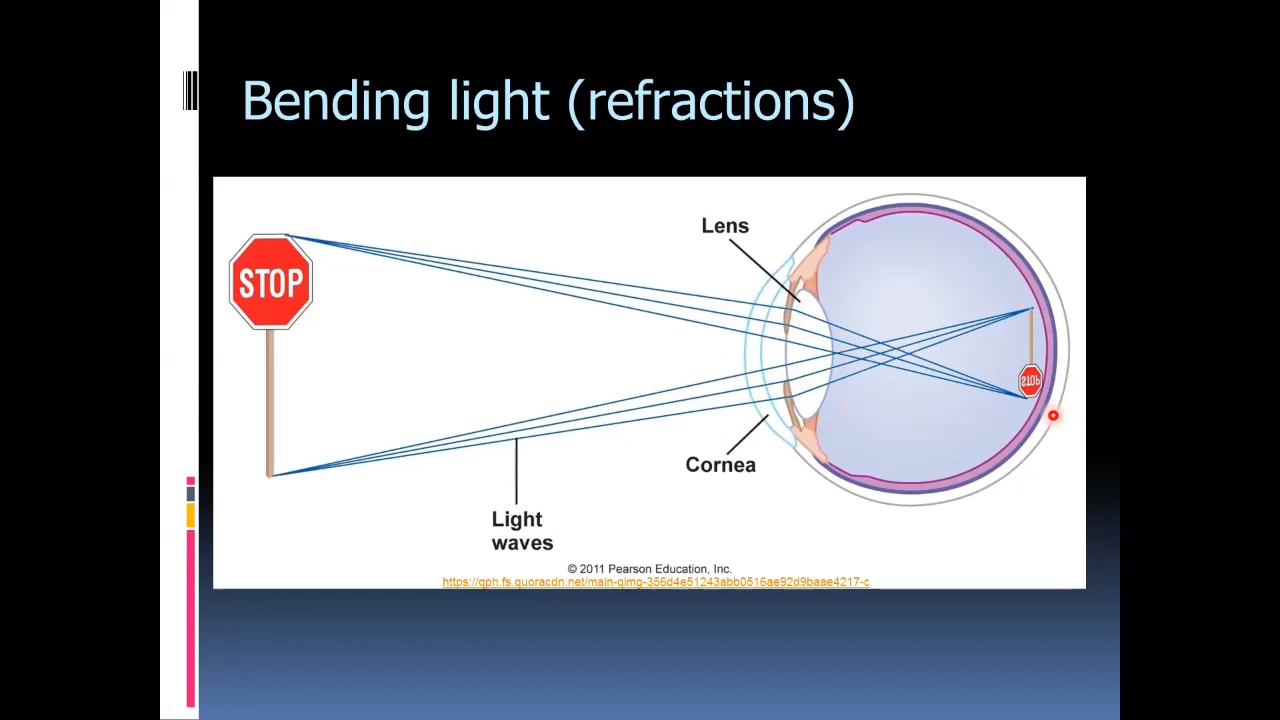 Bending light (refractions)
Lens
STOP
STOP
Cornea
Light
waves
© 2011 Pearson Education, Inc.
https://qph.fs.quoracdn.net/main-qimg-356d4e51243abb0516ae92d9baae4217-c